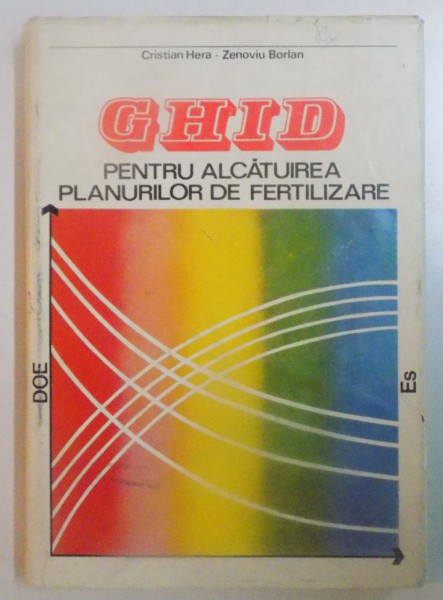 Cristian Hera - Zenoviu Borlan
GHID
PENTRU ALCĂTUIREA
PLANURILOR DE FERTILIZARE
DOE
Es